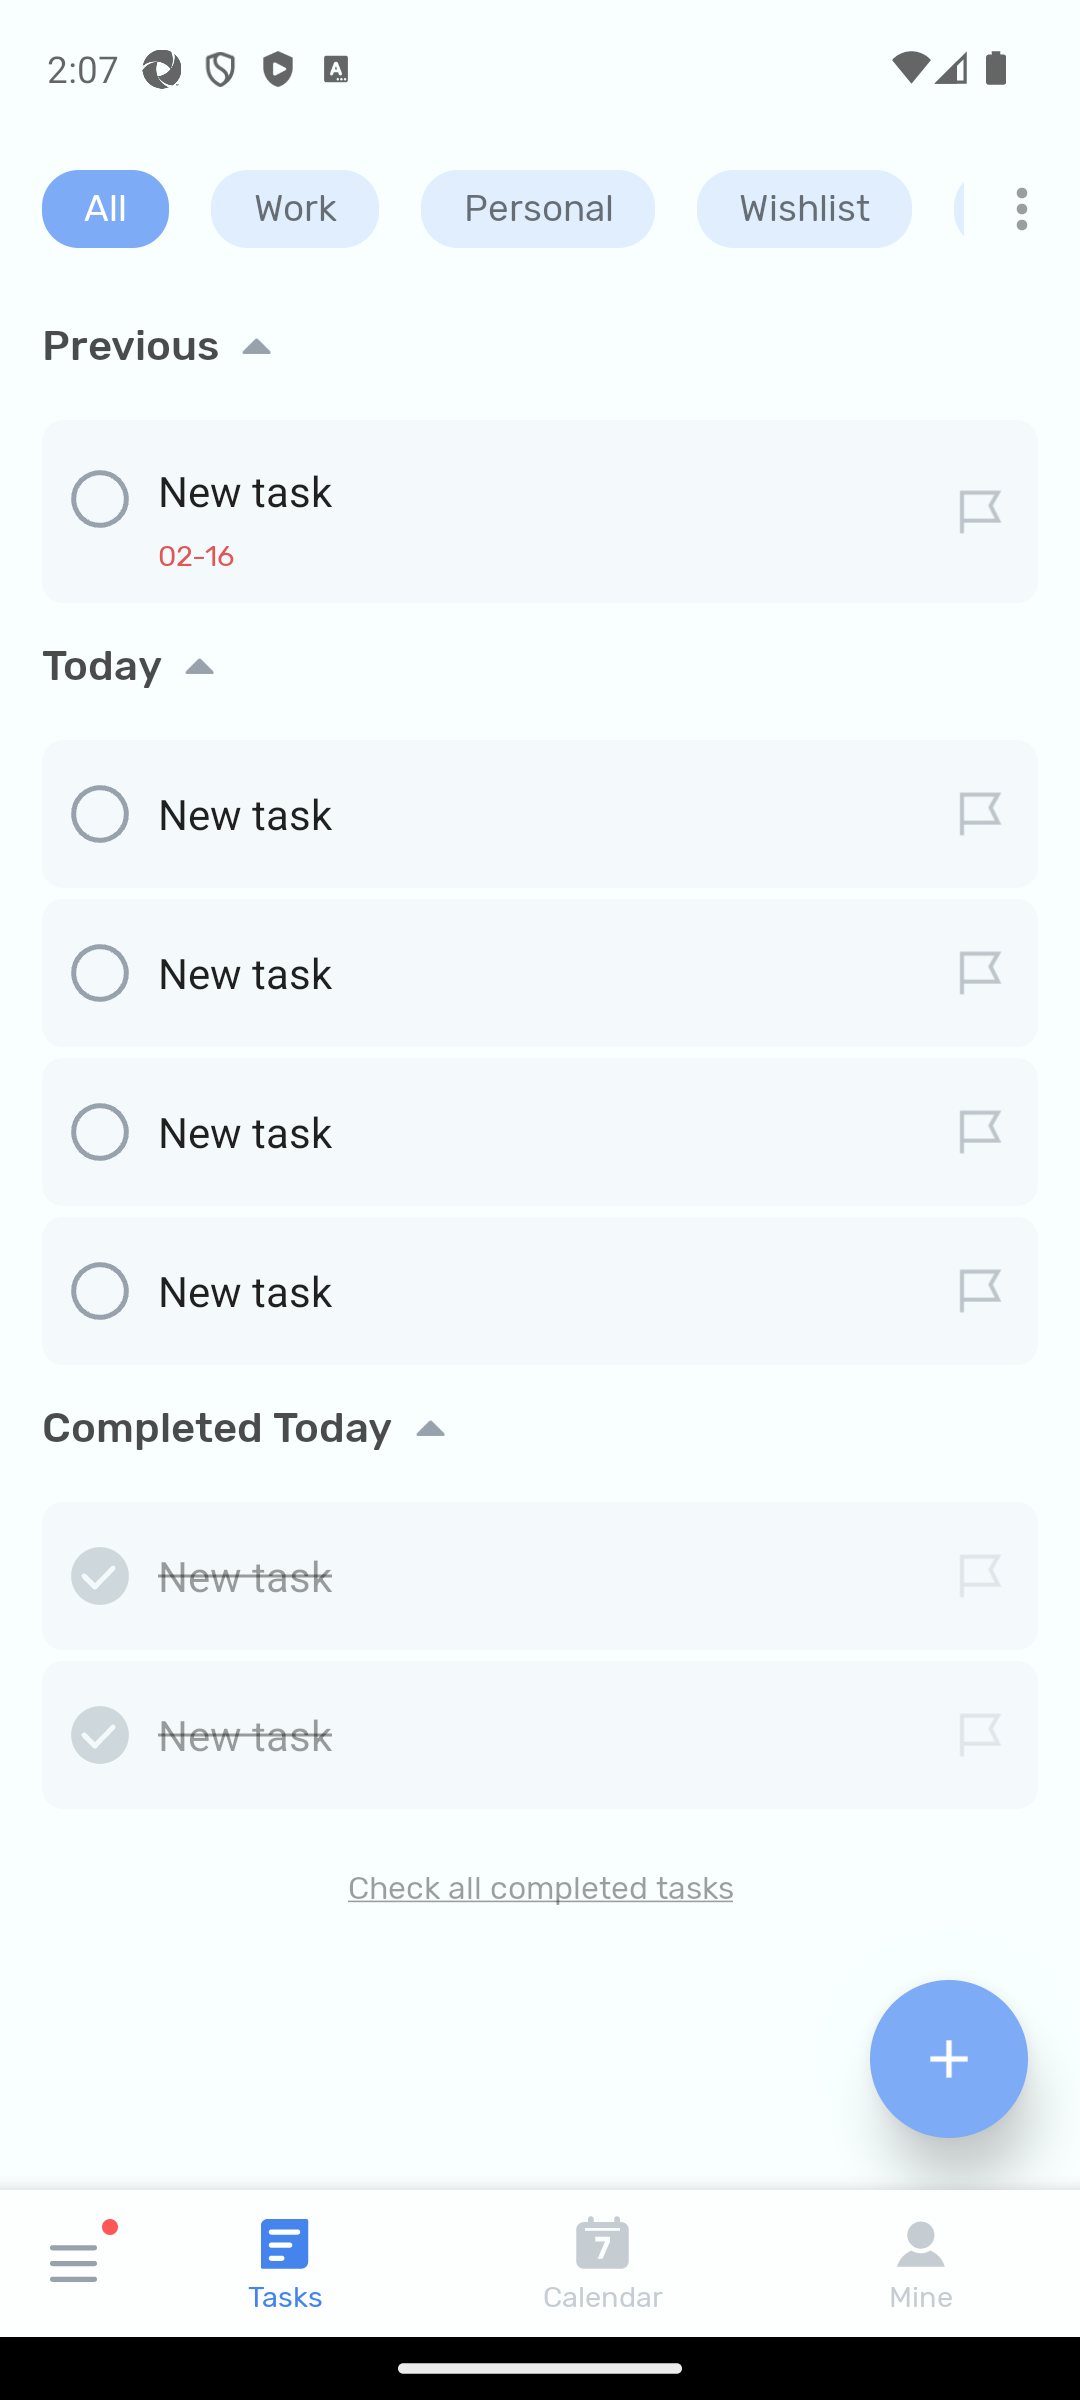 2:07
All Work Personal Wishlist
Previous
New task
02-16
Today
New task
New task
New task
New task
Completed Today
New task
New task
Check all completed tasks
7
Tasks Calendar Mine